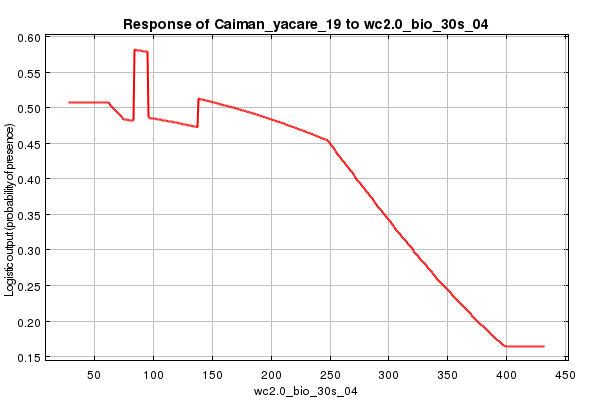 Response of Caiman_yacare_19 to wc2.0_bio_30s_04
Logistic output (probability of presence)
0.60
0.55
0.50
0.45
0.40
0.35
0.30
0.25
0.20
0.15
50 100 150 200 250 300 350 400 450
wc2.0_bio_30s_04